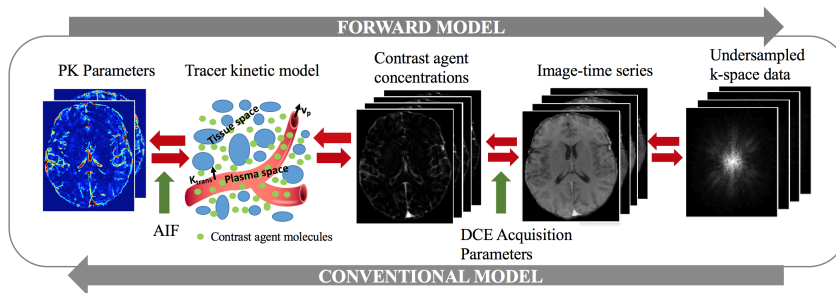 FORWARD MODEL
PK Parameters
Tracer kinetic model
Contrast agent
concentrations
Image-time series
Undersampled
k-space data
Tissue space
vp
Ktrans
Plasma space
AIF
Contrast agent molecules
DCE Acquisition
Parameters
CONVENTIONAL MODEL